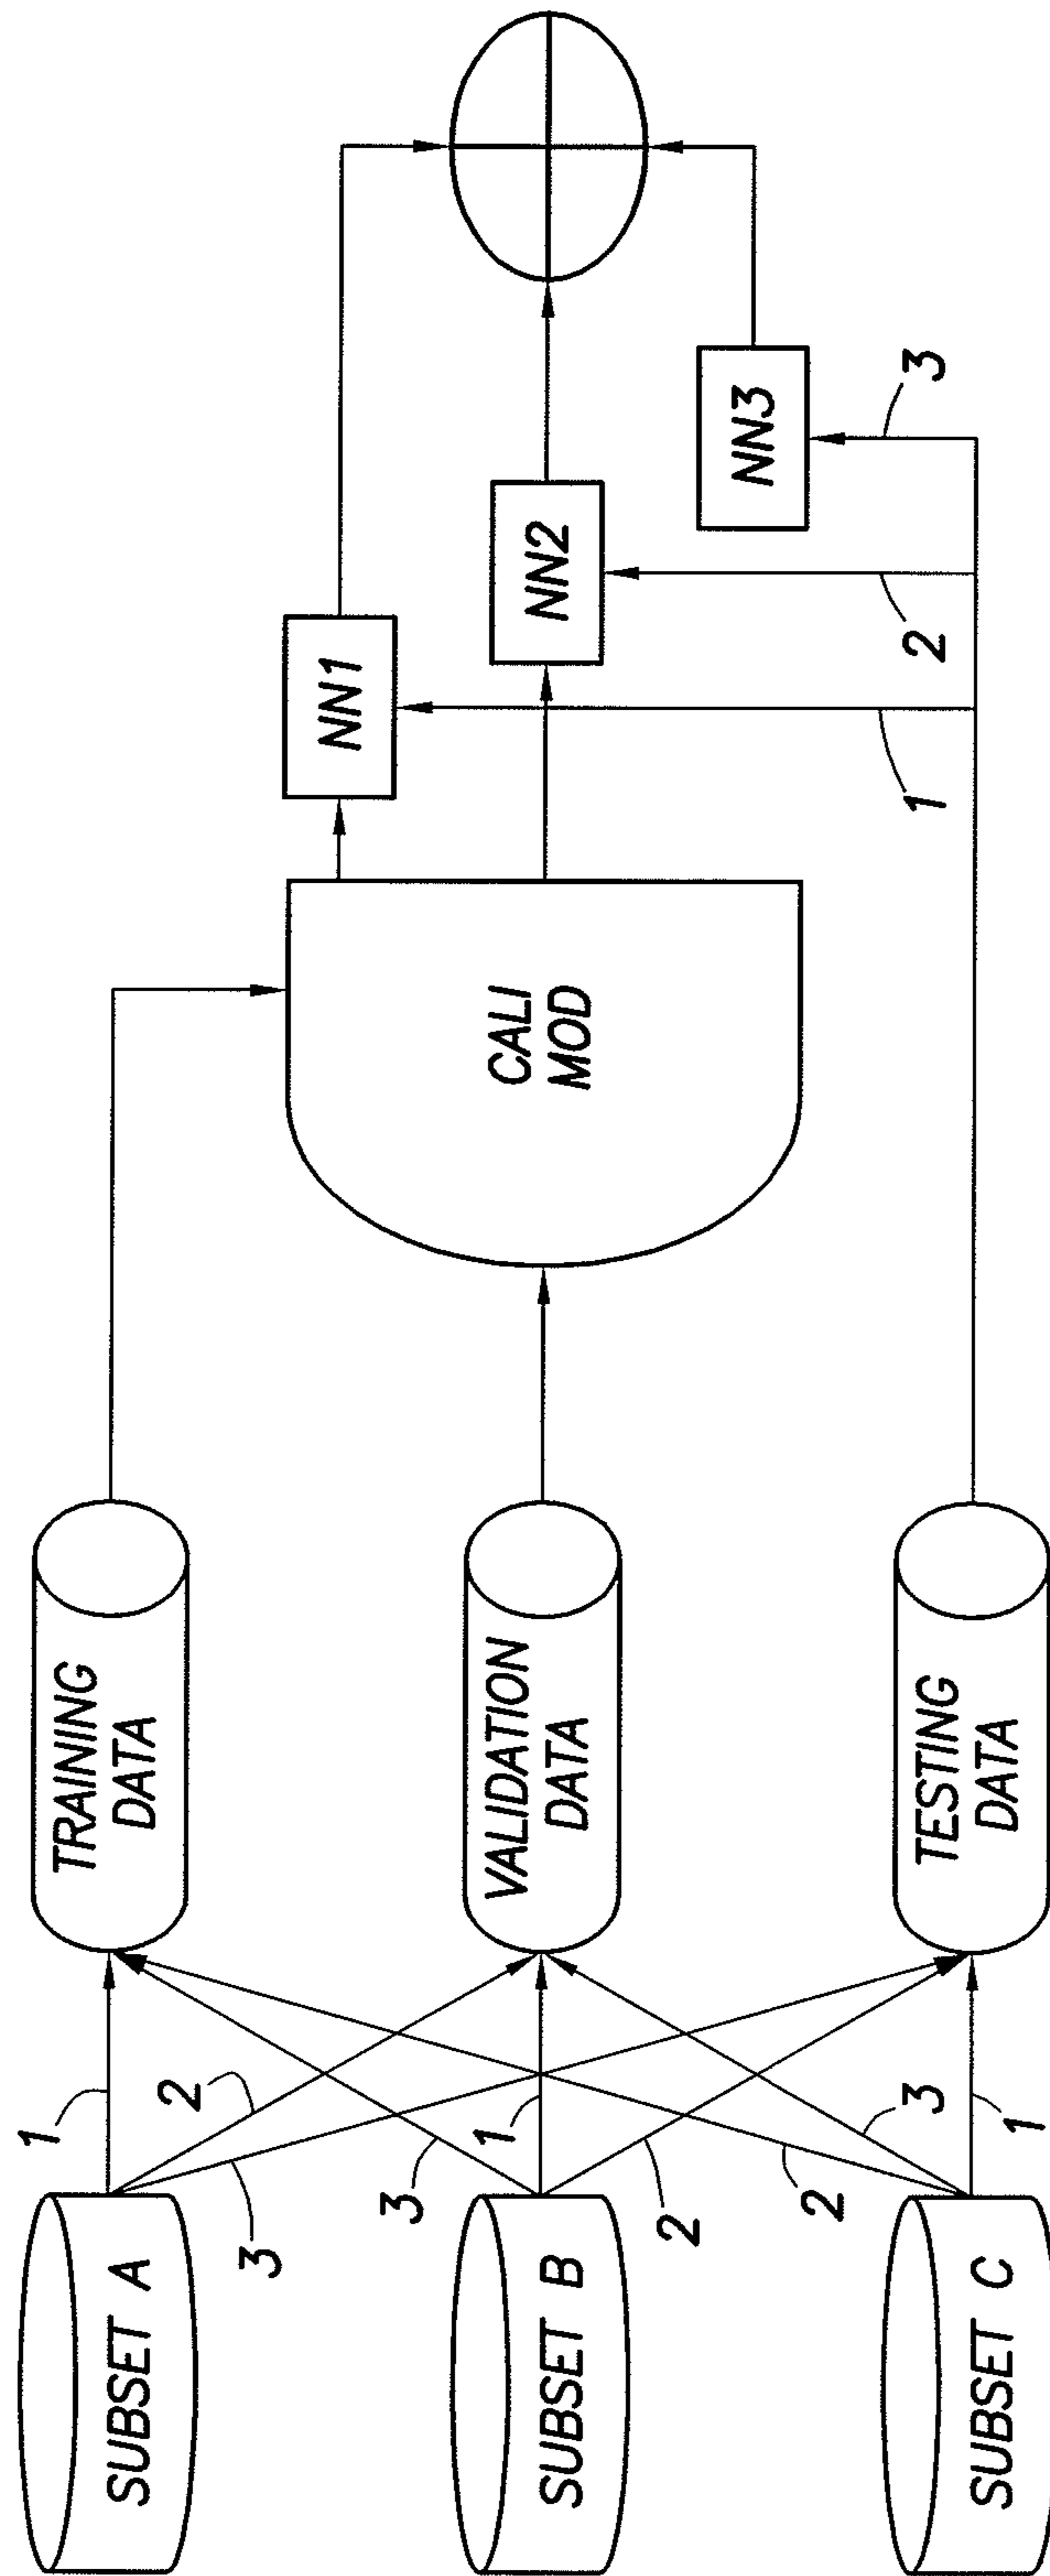 SUBSET A
SUBSET B
SUBSET C
1
2
3
3
1
2
2
3
1
TRAINING
DATA
VALIDATION
DATA
TESTING
DATA
CALI
MOD
NN1
NN2
NN3
1
2
3